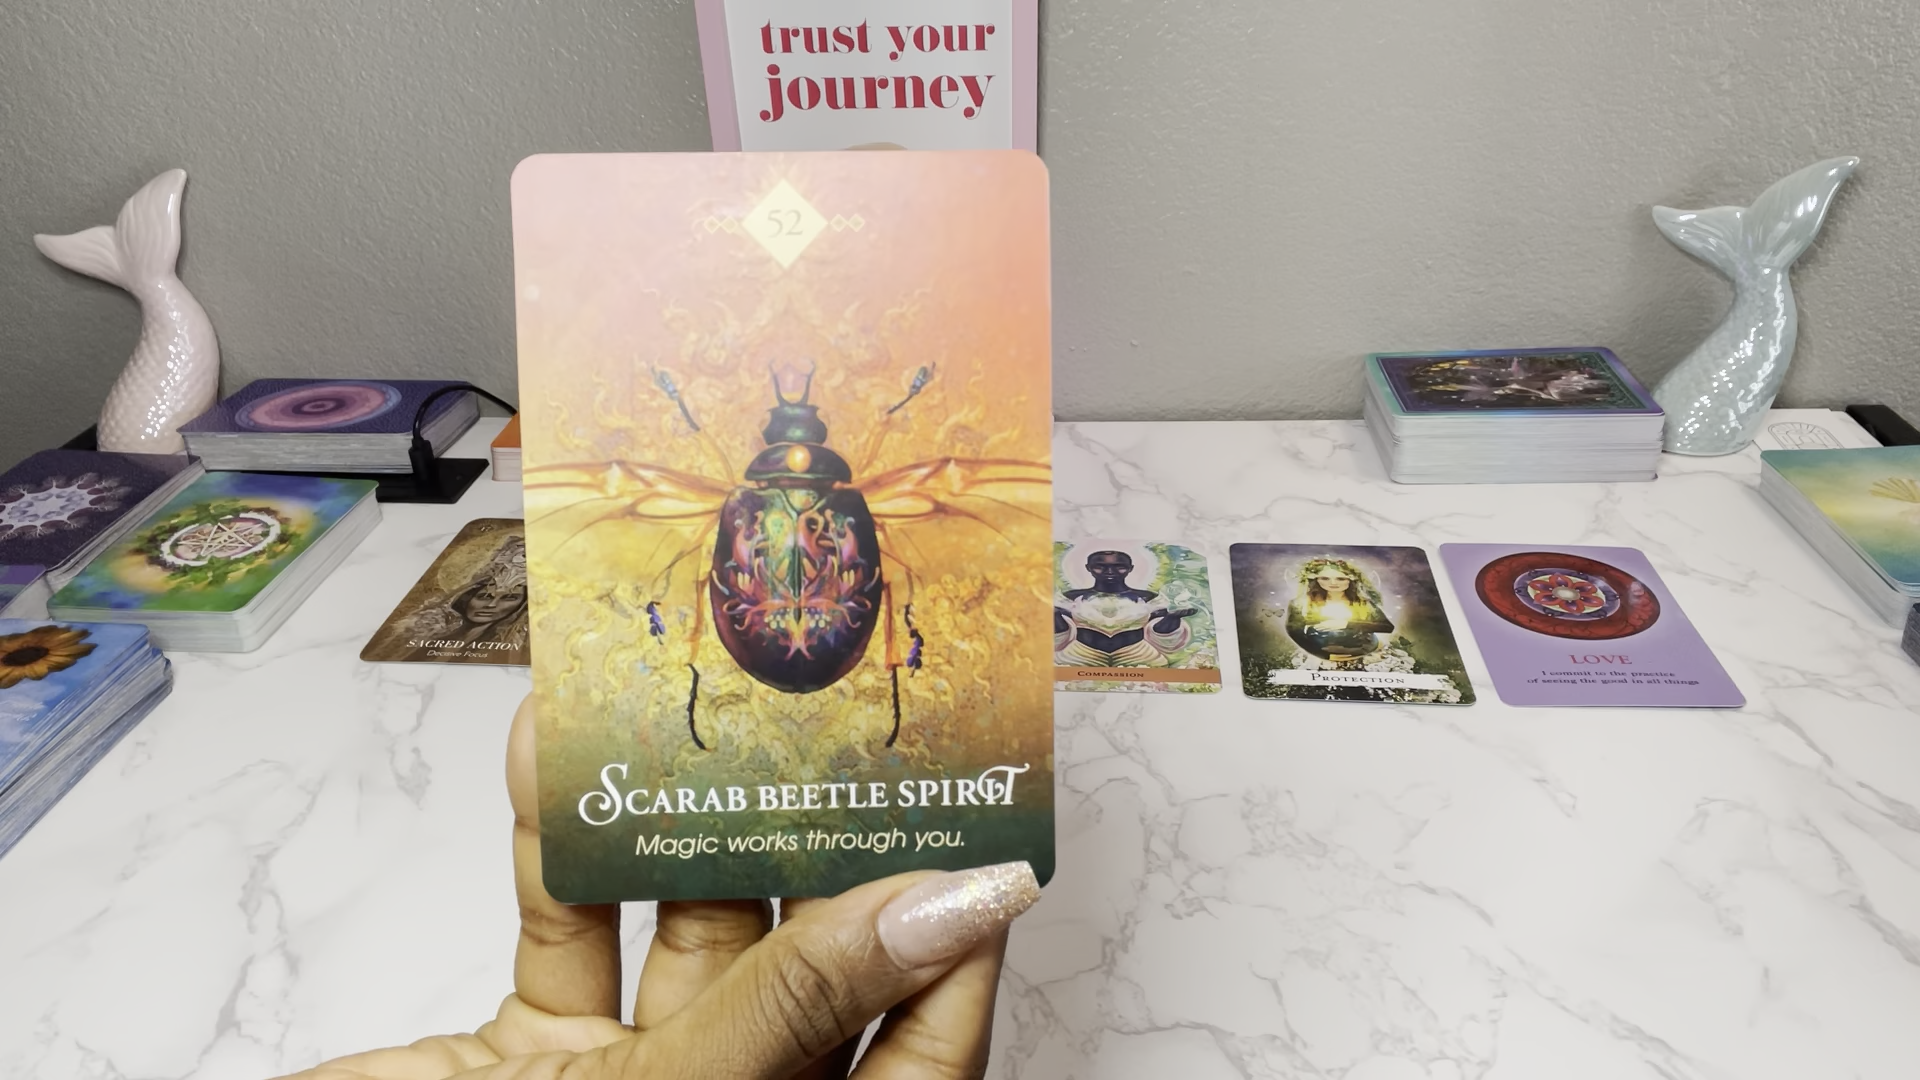 trust your
journey
52
SCARAB BEETLE SPIRIT
Magic works through you.
SACRED ACTION
Decisive Focus
COMPASSION
PROTECTION
LOVE
I commit to the practice
of seeing the good in all things